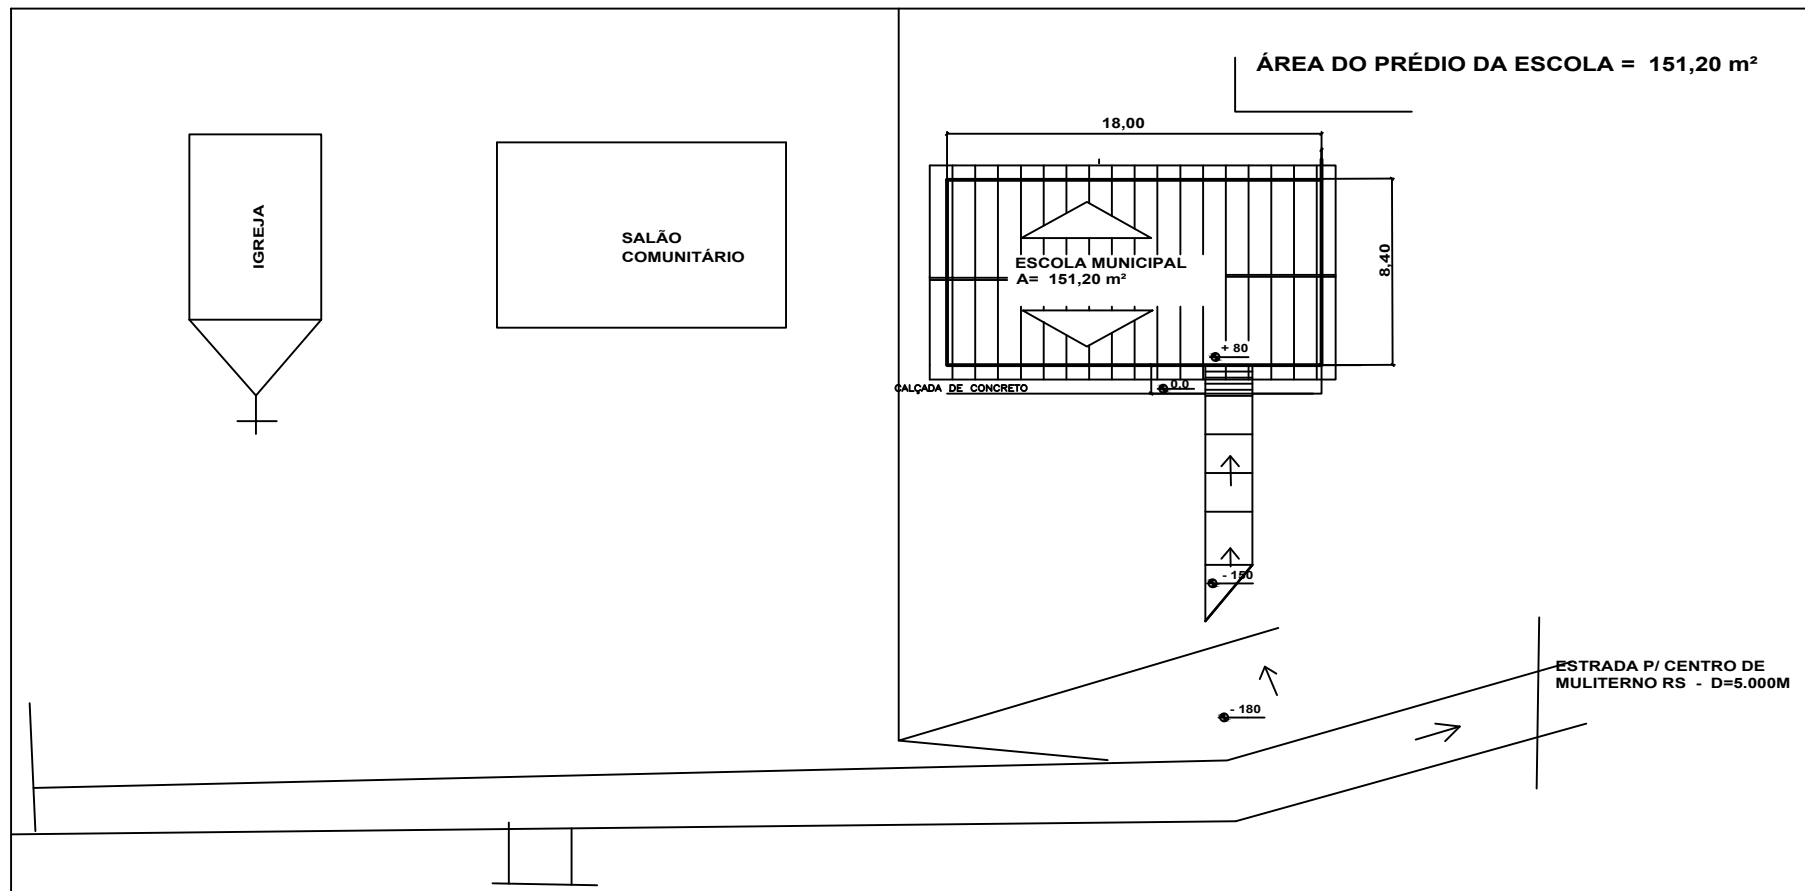 ÁREA DO PRÉDIO DA ESCOLA = 151,20 m²
18,00
IGREJA
SALÃO
COMUNITÁRIO
ESCOLA MUNICIPAL
A= 151,20 m²
8,40
+ 80
0,0
CALÇADA DE CONCRETO
- 150
ESTRADA P/ CENTRO DE
MULITERNO RS - D=5.000M
- 180